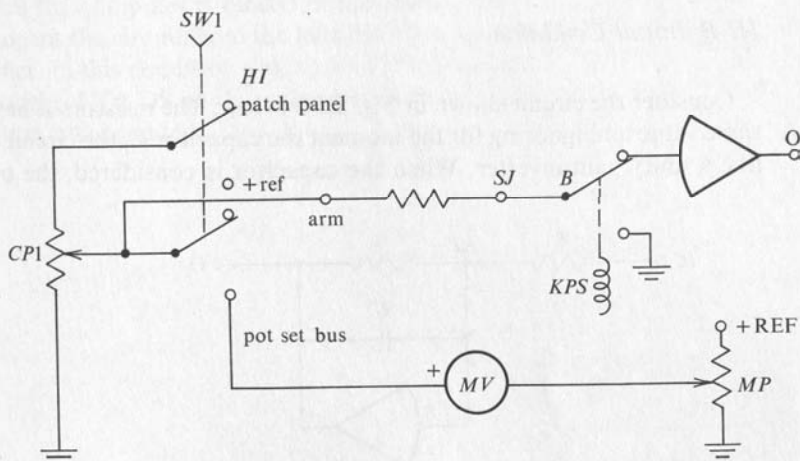 SW1
HI
patch panel
+ ref
arm
SJ
B
O
CP1
KPS
pot set bus
+ REF
+
MV
MP